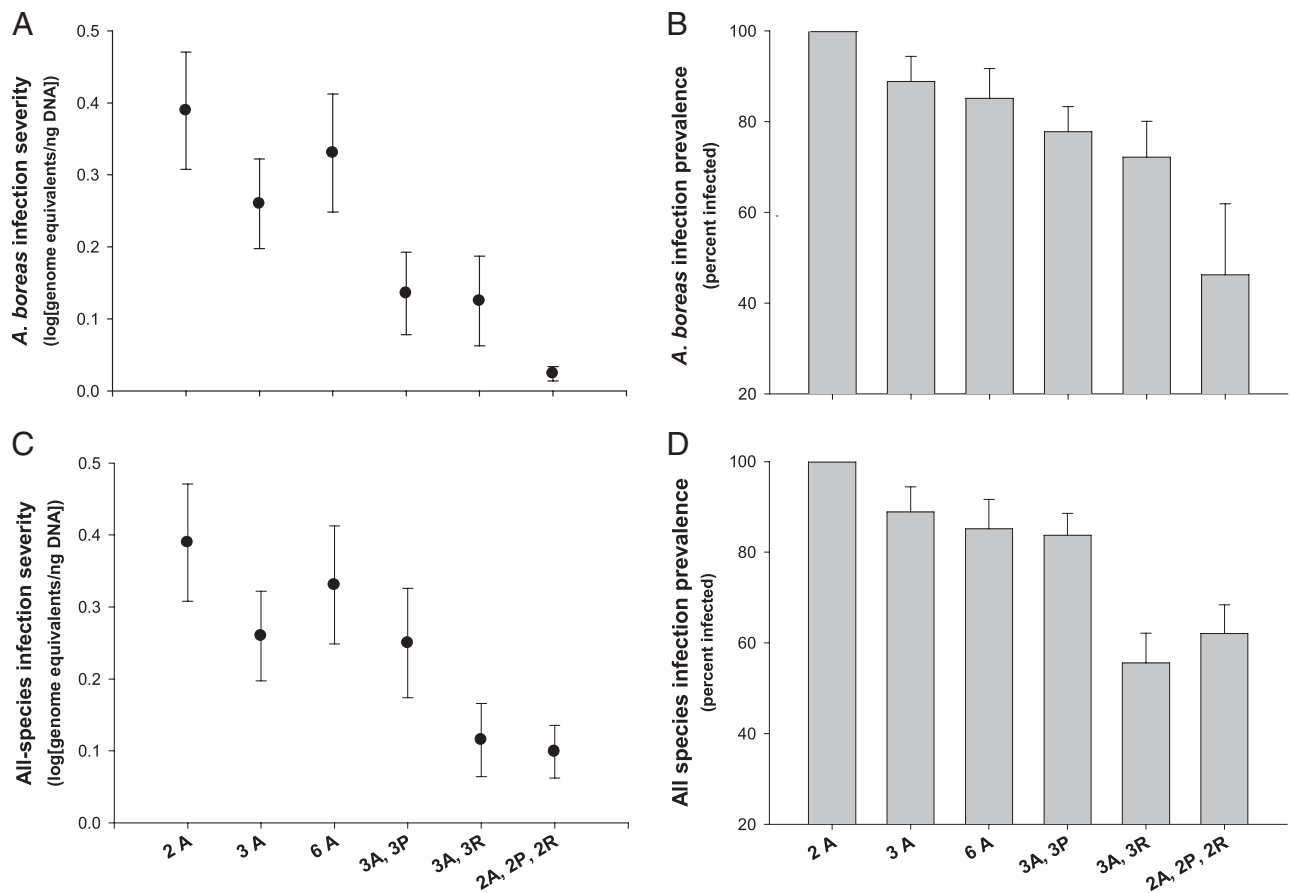 A
A. boreas infection severity
(log[genome equivalents/ng DNA])
0.5
0.4
0.3
0.2
0.1
0.0
B
A. boreas infection prevalence
(percent infected)
100
80
60
40
20
C
All-species infection severity
(log[genome equivalents/ng DNA])
0.5
0.4
0.3
0.2
0.1
0.0
2 A
3 A
6 A
3A, 3P
3A, 3R
2A, 2P, 2R
D
All species infection prevalence
(percent infected)
100
80
60
40
20
2 A
3 A
6 A
3A, 3P
3A, 3R
2A, 2P, 2R